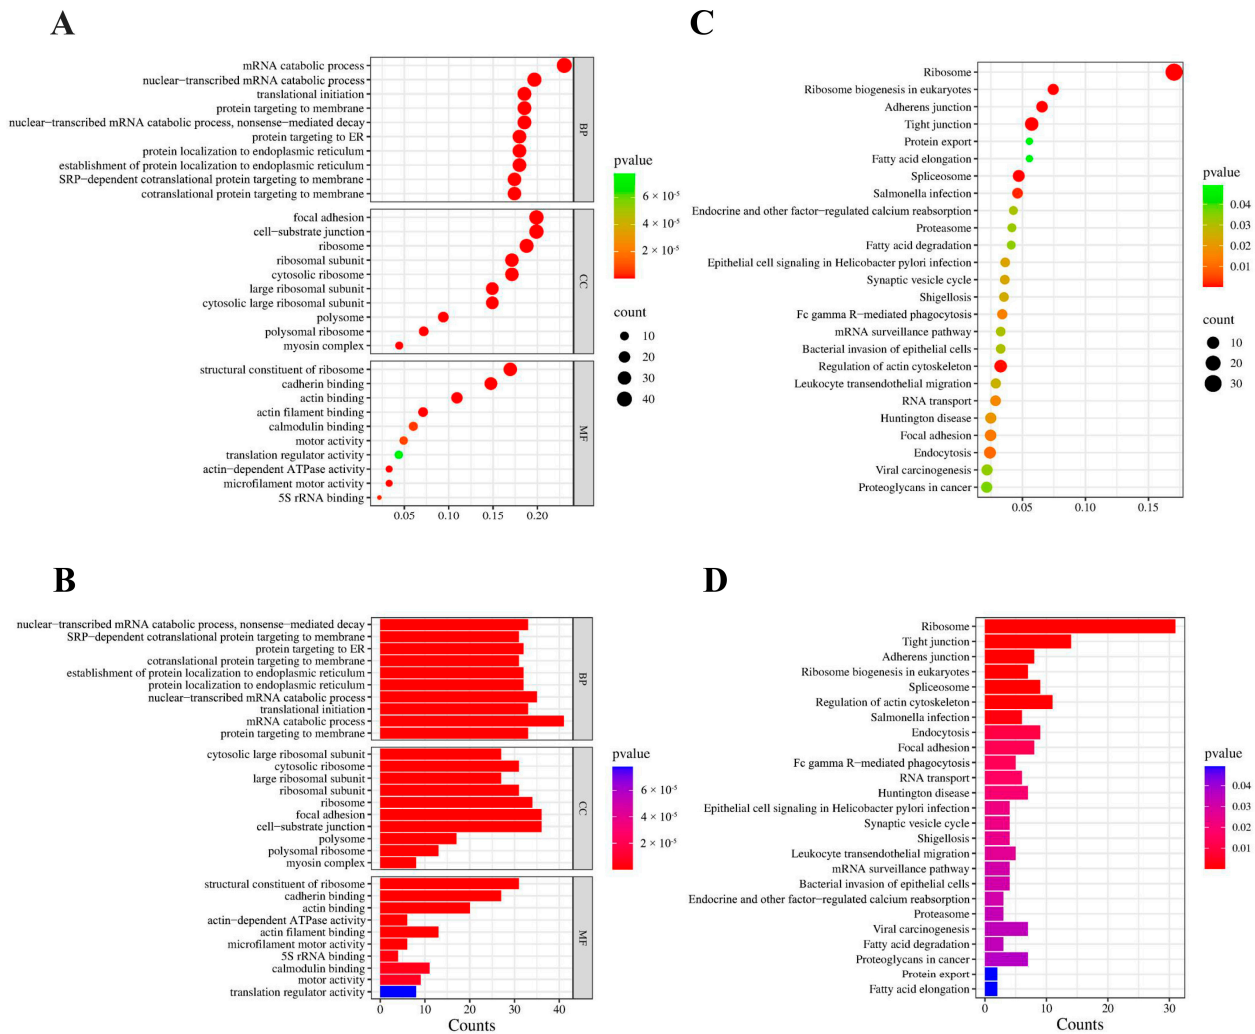 A
mRNA catabolic process
nuclear−transcribed mRNA catabolic process
translational initiation
protein targeting to membrane
nuclear−transcribed mRNA catabolic process, nonsense−mediated decay
protein targeting to ER
protein localization to endoplasmic reticulum
establishment of protein localization to endoplasmic reticulum
SRP−dependent cotranslational protein targeting to membrane
cotranslational protein targeting to membrane
BP
focal adhesion
cell−substrate junction
ribosome
ribosomal subunit
cytosolic ribosome
large ribosomal subunit
cytosolic large ribosomal subunit
polysome
polysomal ribosome
myosin complex
CC
structural constituent of ribosome
cadherin binding
actin binding
actin filament binding
calmodulin binding
motor activity
translation regulator activity
actin−dependent ATPase activity
microfilament motor activity
5S rRNA binding
MF
0.05 0.10 0.15 0.20
pvalue
6 × 10⁻⁵
4 × 10⁻⁵
2 × 10⁻⁵
count
10
20
30
40
C
Ribosome
Ribosome biogenesis in eukaryotes
Adherens junction
Tight junction
Protein export
Fatty acid elongation
Spliceosome
Salmonella infection
Endocrine and other factor−regulated calcium reabsorption
Proteasome
Fatty acid degradation
Epithelial cell signaling in Helicobacter pylori infection
Synaptic vesicle cycle
Shigellosis
Fc gamma R−mediated phagocytosis
mRNA surveillance pathway
Bacterial invasion of epithelial cells
Regulation of actin cytoskeleton
Leukocyte transendothelial migration
RNA transport
Huntington disease
Focal adhesion
Endocytosis
Viral carcinogenesis
Proteoglycans in cancer
0.05 0.10 0.15
pvalue
0.04
0.03
0.02
0.01
count
10
20
30
B
nuclear−transcribed mRNA catabolic process, nonsense−mediated decay
SRP−dependent cotranslational protein targeting to membrane
protein targeting to ER
cotranslational protein targeting to membrane
establishment of protein localization to endoplasmic reticulum
protein localization to endoplasmic reticulum
nuclear−transcribed mRNA catabolic process
translational initiation
mRNA catabolic process
protein targeting to membrane
BP
cytosolic large ribosomal subunit
cytosolic ribosome
large ribosomal subunit
ribosomal subunit
ribosome
focal adhesion
cell−substrate junction
polysome
polysomal ribosome
myosin complex
CC
structural constituent of ribosome
cadherin binding
actin binding
actin−dependent ATPase activity
actin filament binding
microfilament motor activity
5S rRNA binding
calmodulin binding
motor activity
translation regulator activity
MF
0 10 20 30 40
Counts
pvalue
6 × 10⁻⁵
4 × 10⁻⁵
2 × 10⁻⁵
D
Ribosome
Tight junction
Adherens junction
Ribosome biogenesis in eukaryotes
Spliceosome
Regulation of actin cytoskeleton
Salmonella infection
Endocytosis
Focal adhesion
Fc gamma R−mediated phagocytosis
RNA transport
Huntington disease
Epithelial cell signaling in Helicobacter pylori infection
Synaptic vesicle cycle
Shigellosis
Leukocyte transendothelial migration
mRNA surveillance pathway
Bacterial invasion of epithelial cells
Endocrine and other factor−regulated calcium reabsorption
Proteasome
Viral carcinogenesis
Fatty acid degradation
Proteoglycans in cancer
Protein export
Fatty acid elongation
0 10 20 30
Counts
pvalue
0.04
0.03
0.02
0.01